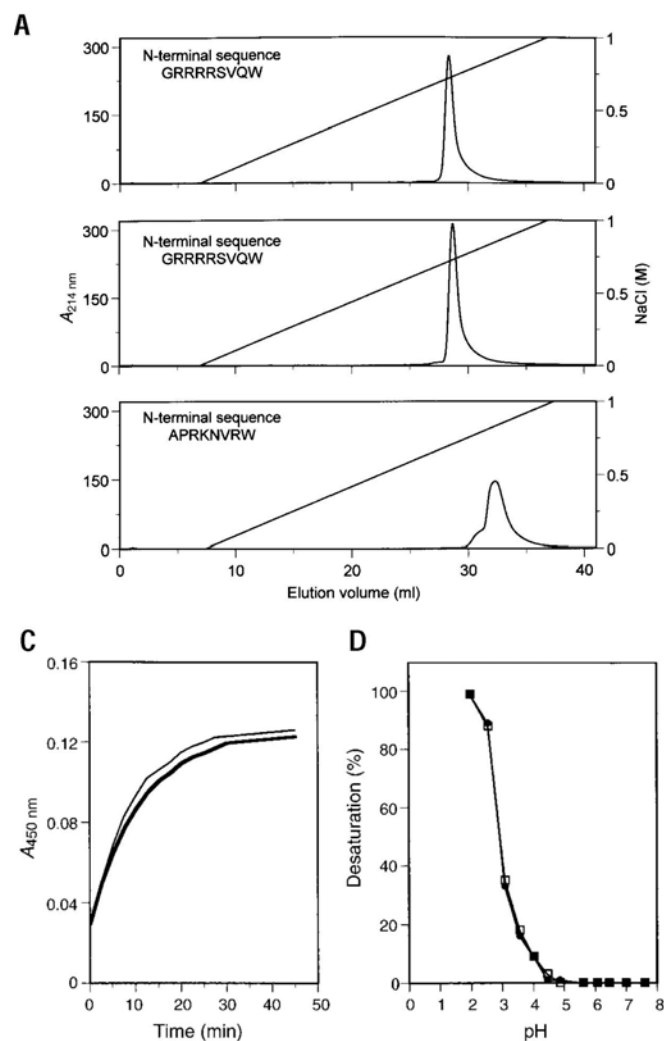 A
N-terminal sequence
GRRRRSVQW
300
150
0
1
0.5
0
N-terminal sequence
GRRRRSVQW
300
150
0
1
0.5
0
A214 nm
NaCl (M)
N-terminal sequence
APRKNVRW
300
150
0
1
0.5
0
0 10 20 30 40
Elution volume (ml)
C
0.16
0.12
0.08
0.04
0
A450 nm
0 10 20 30 40 50
Time (min)
D
100
80
60
40
20
0
Desaturation (%)
0 1 2 3 4 5 6 7 8
pH